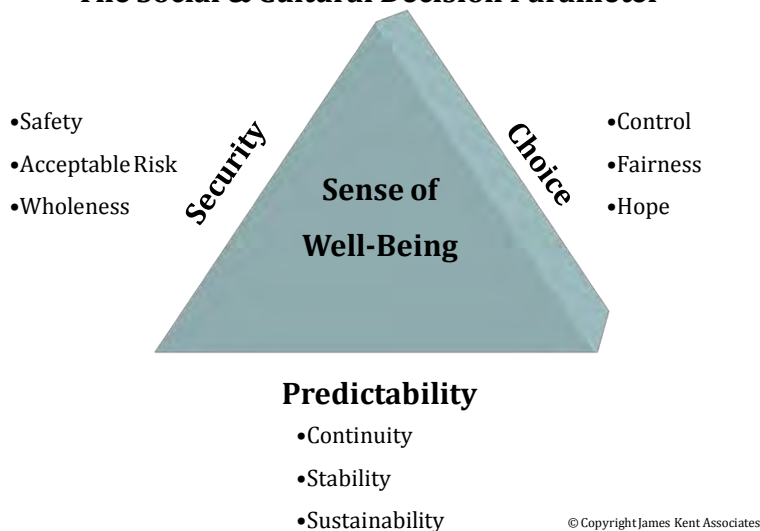 The Social & Cultural Decision Parameter
•Safety
•Acceptable Risk
•Wholeness
Security
Choice
•Control
•Fairness
•Hope
Sense of
Well-Being
Predictability
•Continuity
•Stability
•Sustainability
© Copyright James Kent Associates